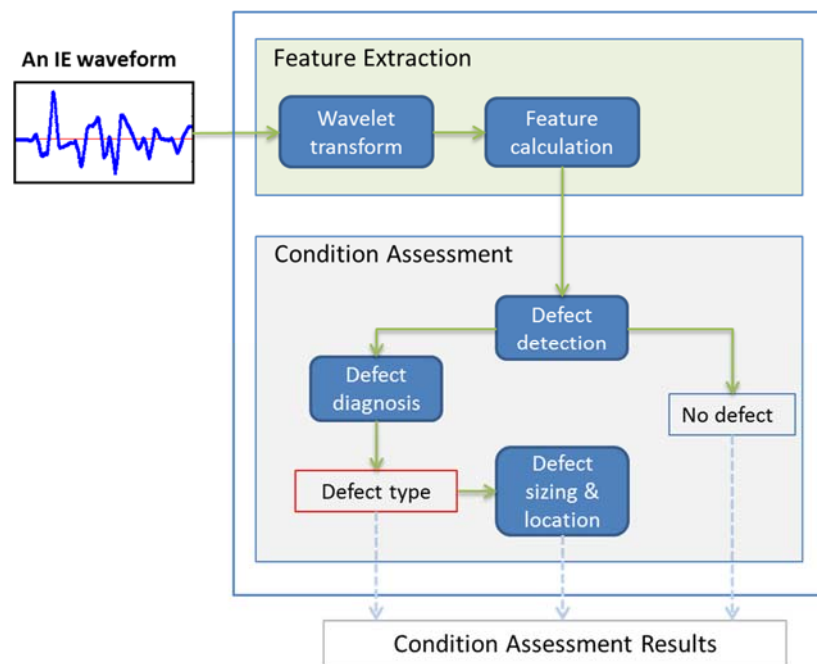 An IE waveform
Feature Extraction
Wavelet
transform
Feature
calculation
Condition Assessment
Defect
detection
Defect
diagnosis
No defect
Defect type
Defect
sizing &
location
Condition Assessment Results